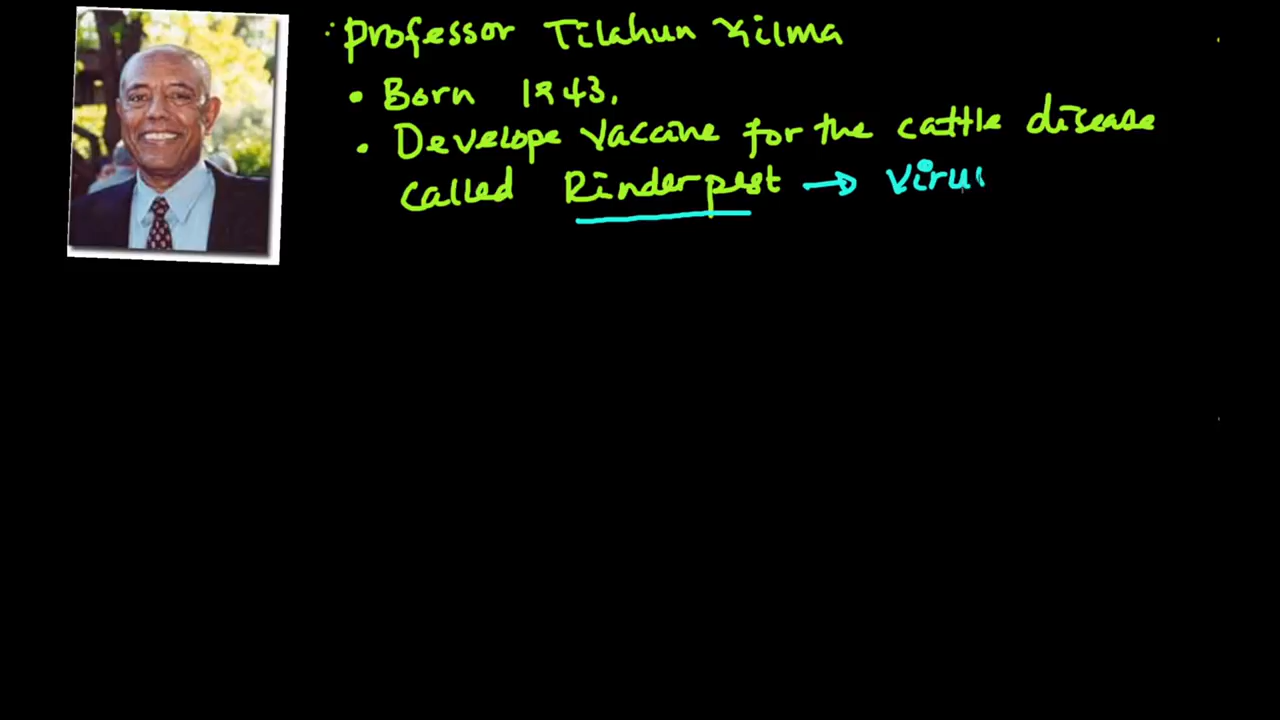 Professor Tilahun Yilma
• Born 1943.
• Develope vaccine for the cattle disease
called Rinderpest → Virus